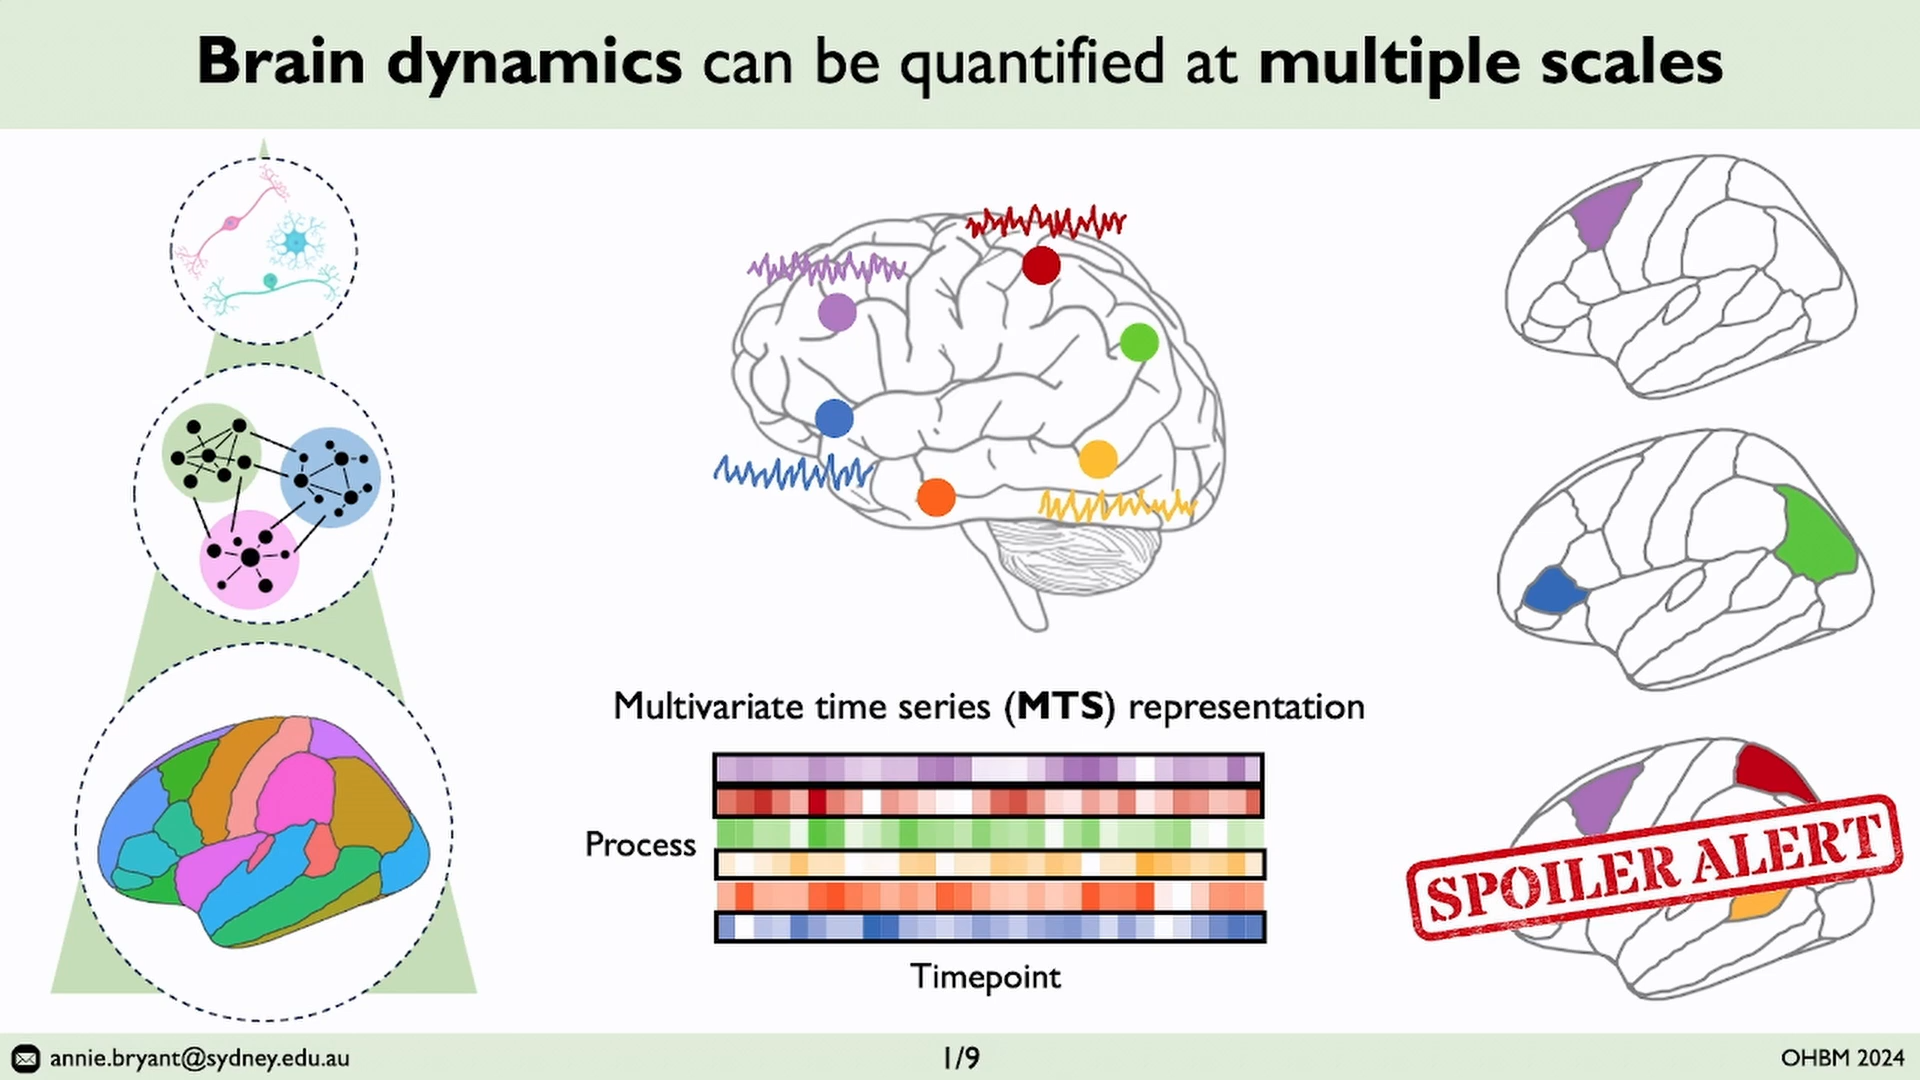 Brain dynamics can be quantified at multiple scales
Multivariate time series (MTS) representation
Process
Timepoint
SPOILER ALERT
annie.bryant@sydney.edu.au
1/9
OHBM 2024